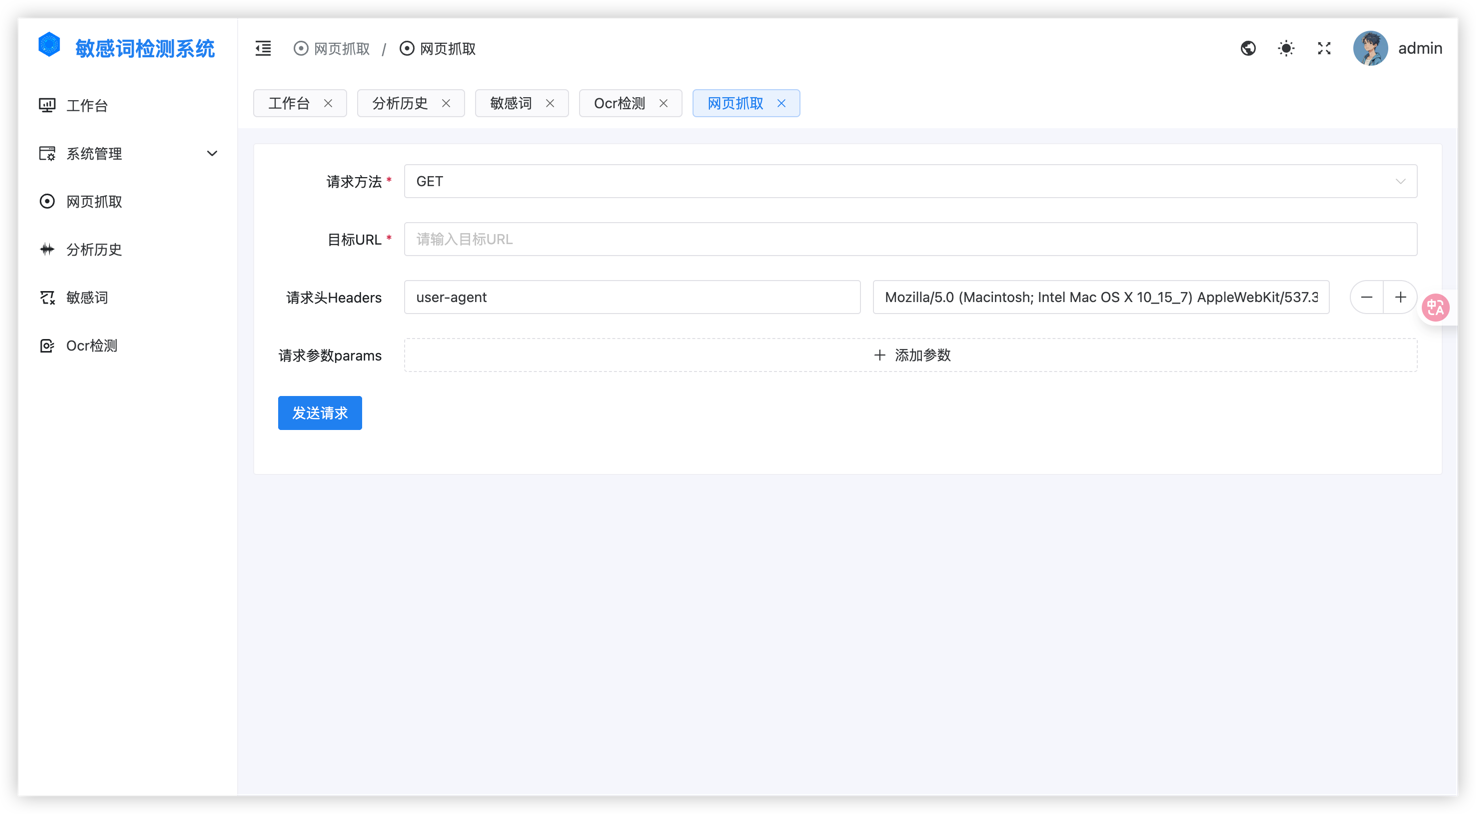 敏感词检测系统
网页抓取 / 网页抓取
admin
工作台
系统管理
网页抓取
分析历史
敏感词
Ocr检测
工作台 分析历史 敏感词 Ocr检测 网页抓取
请求方法 * GET
目标URL * 请输入目标URL
请求头Headers user-agent Mozilla/5.0 (Macintosh; Intel Mac OS X 10_15_7) AppleWebKit/537.3
请求参数params + 添加参数
发送请求